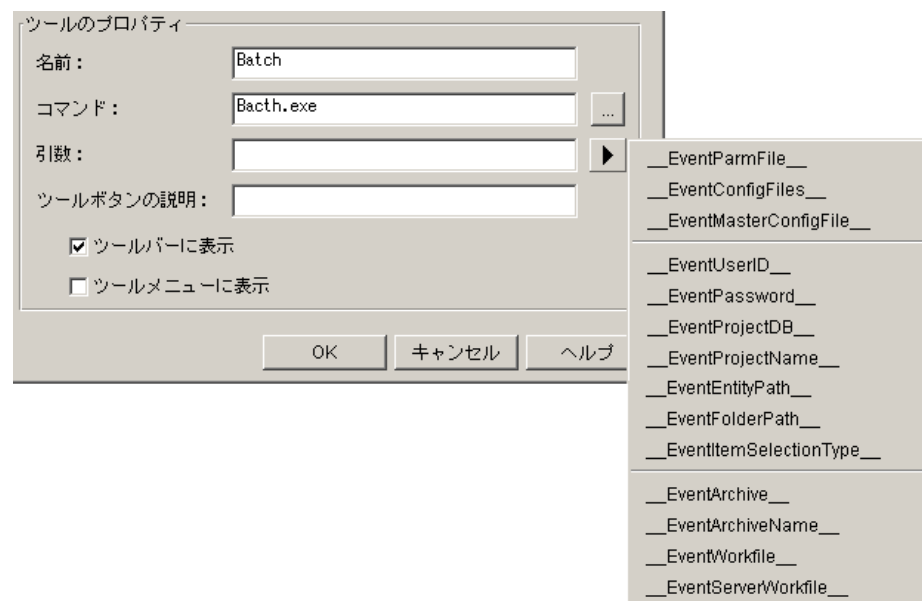 ツールのプロパティ
名前： Batch
コマンド： Bacth.exe ...
引数：
ツールボタンの説明：
ツールバーに表示
ツールメニューに表示
OK キャンセル ヘルプ
__EventParmFile__
__EventConfigFiles__
__EventMasterConfigFile__
__EventUserID__
__EventPassword__
__EventProjectDB__
__EventProjectName__
__EventEntityPath__
__EventFolderPath__
__EventItemSelectionType__
__EventArchive__
__EventArchiveName__
__EventWorkfile__
__EventServerWorkfile__